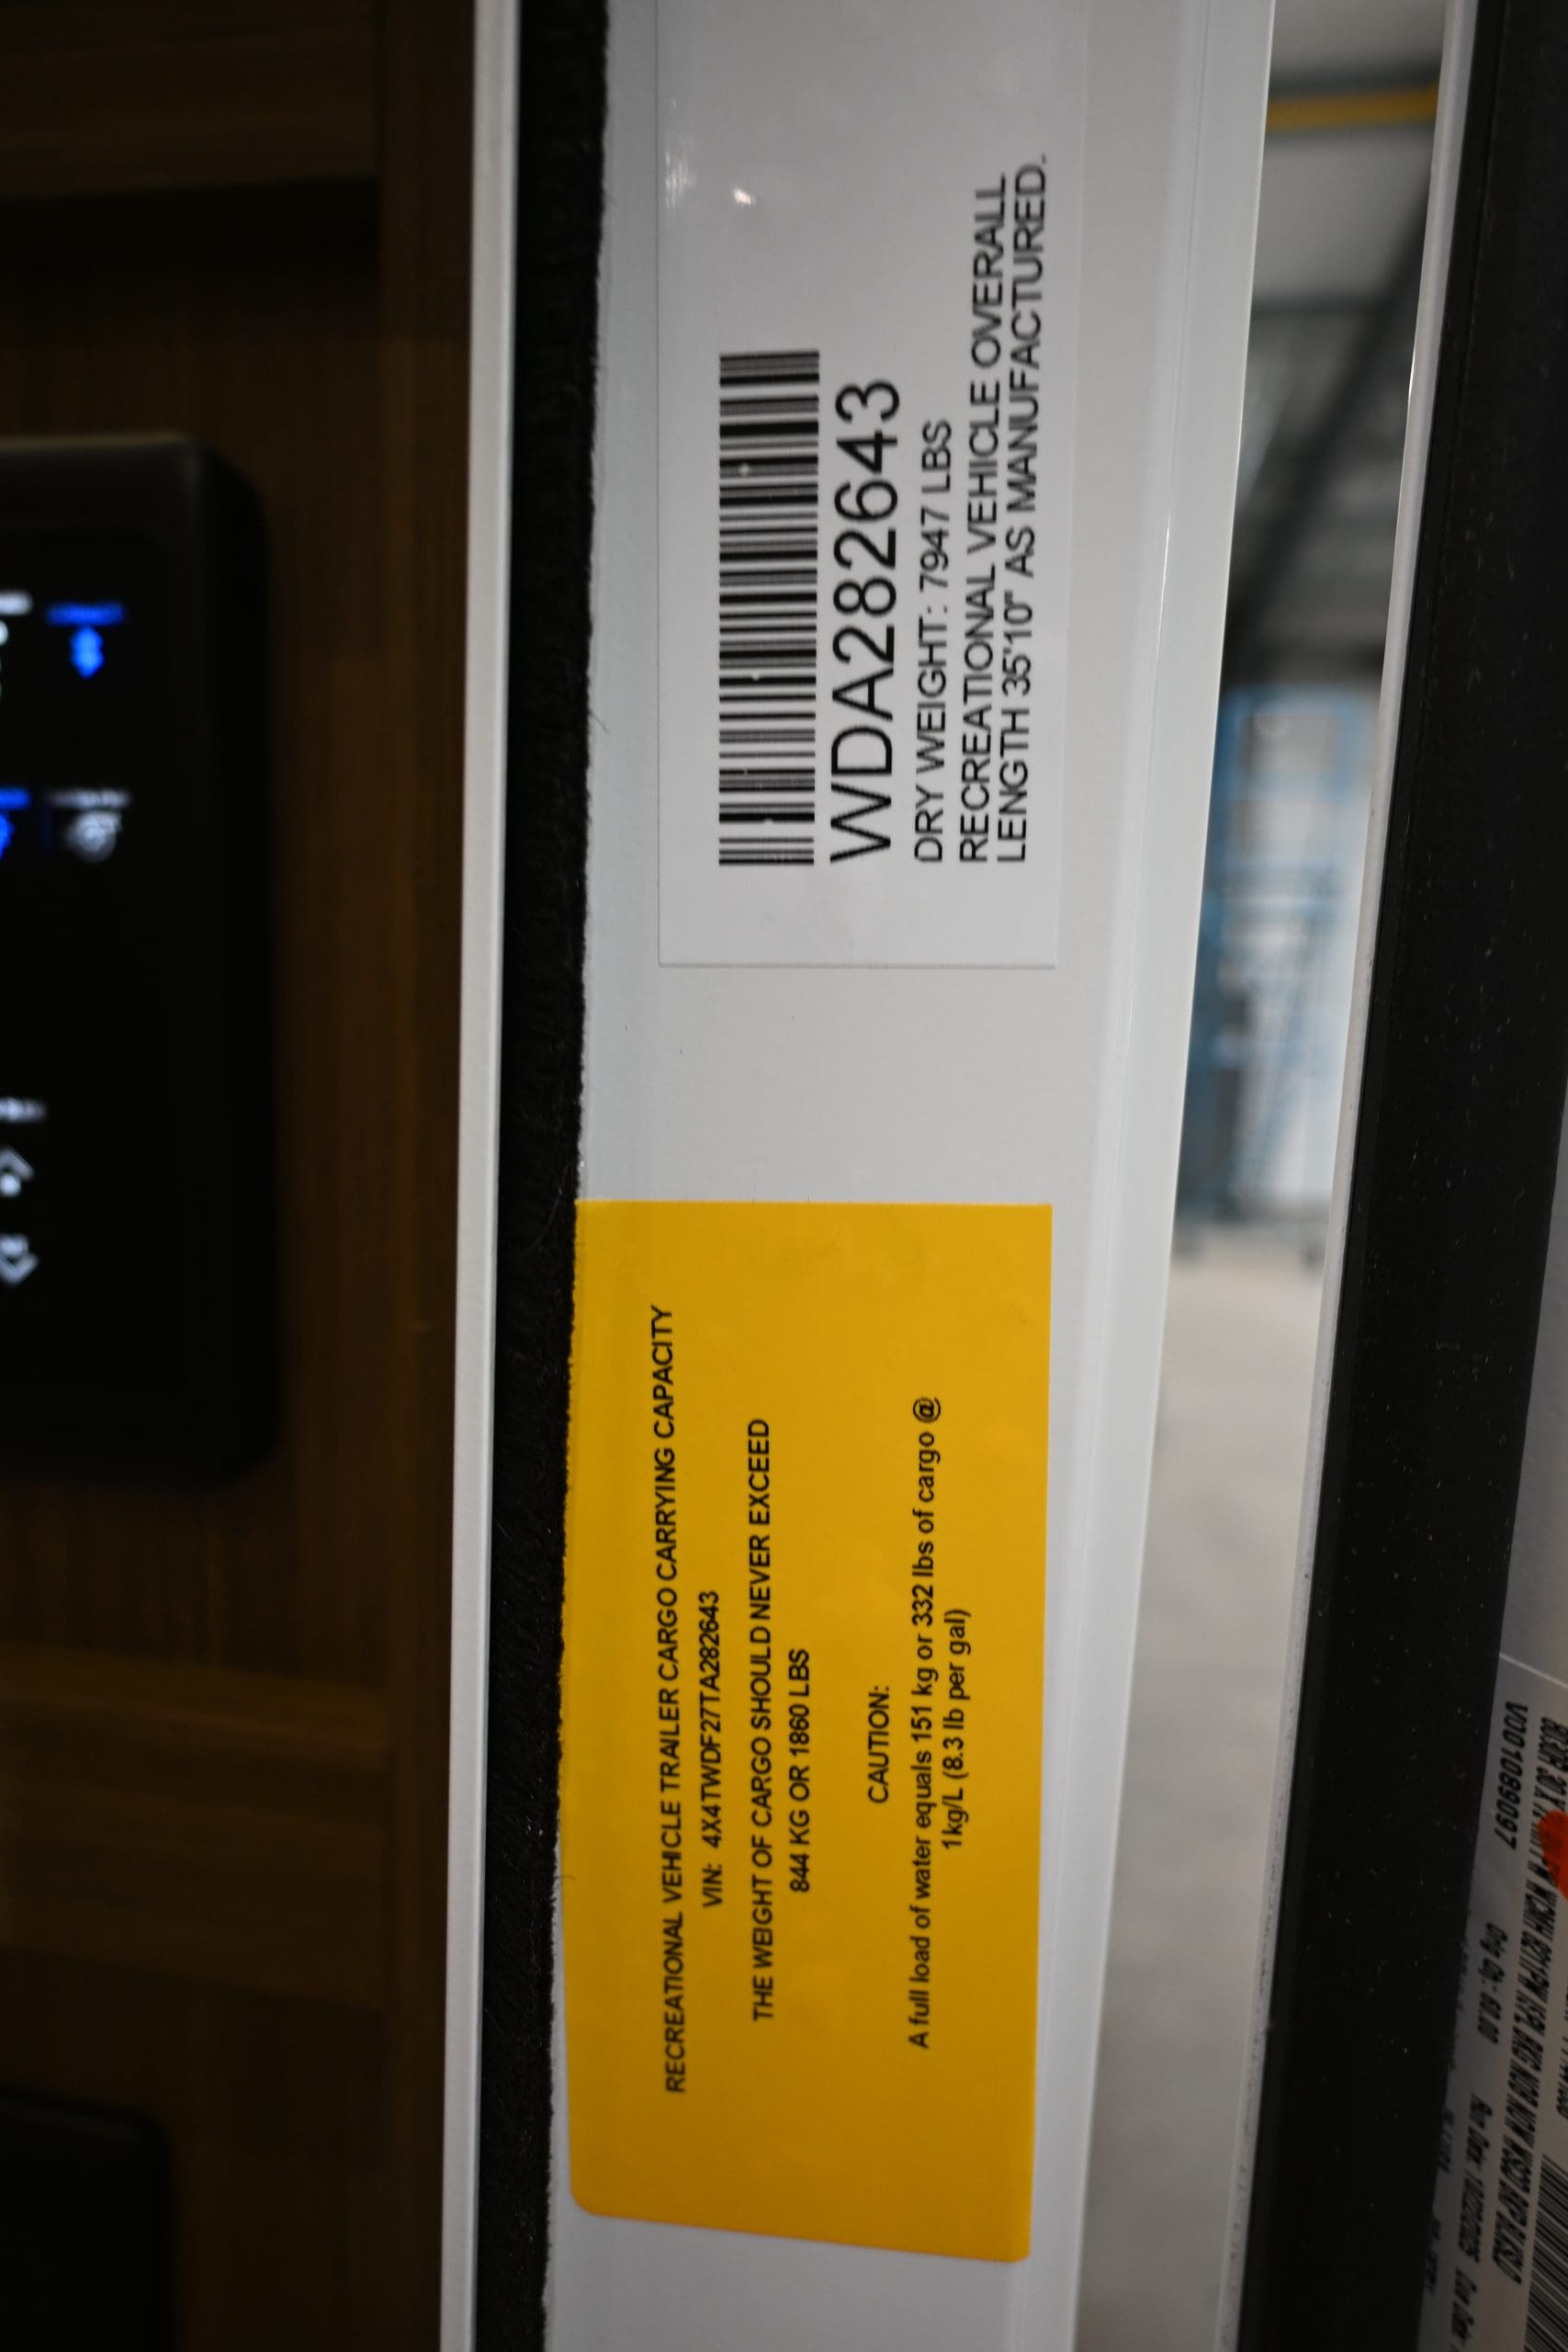 WDA282643
DRY WEIGHT: 7947 LBS
RECREATIONAL VEHICLE OVERALL
LENGTH 35'10" AS MANUFACTURED.
RECREATIONAL VEHICLE TRAILER CARGO CARRYING CAPACITY
VIN: 4X4TWDF27TA282643
THE WEIGHT OF CARGO SHOULD NEVER EXCEED
844 KG OR 1860 LBS
CAUTION:
A full load of water equals 151 kg or 332 lbs of cargo @
1kg/L (8.3 lb per gal)
V001089097